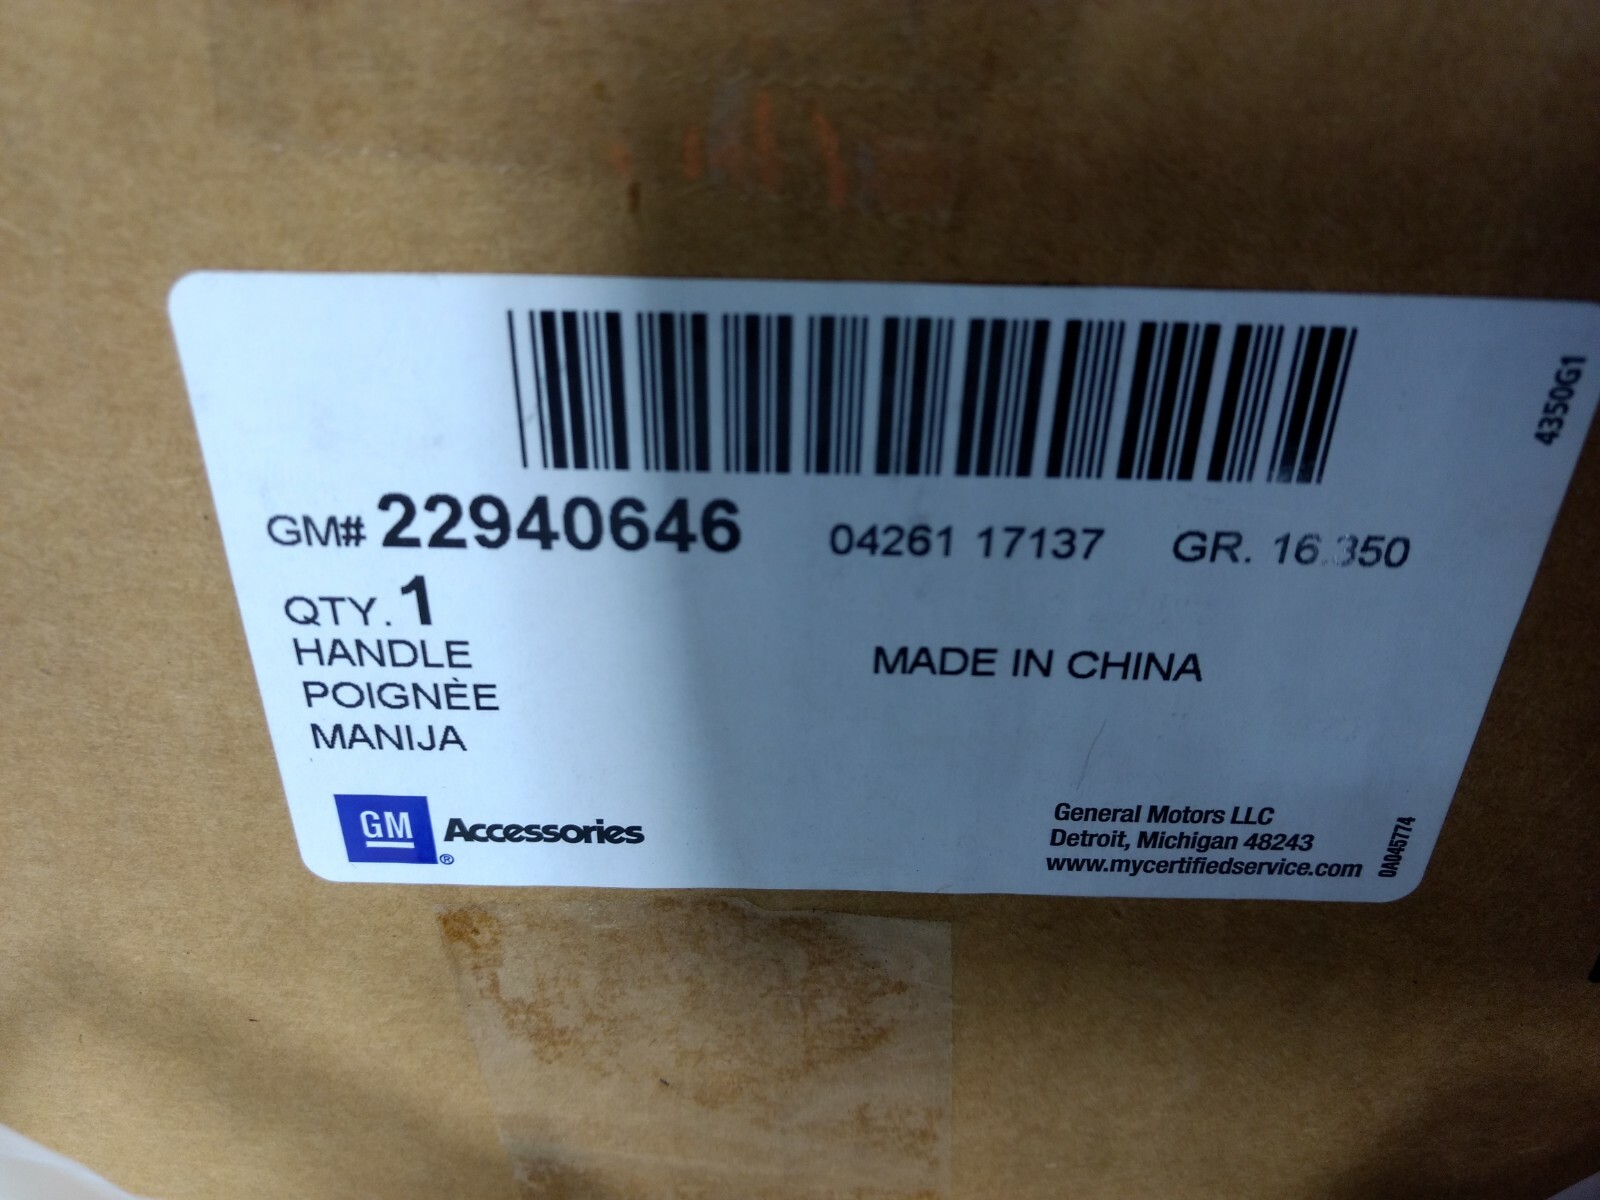 4350G1
GM# 22940646 04261 17137 GR. 16.350
QTY. 1
HANDLE
POIGNÈE
MANIJA
MADE IN CHINA
GM® Accessories
General Motors LLC
Detroit, Michigan 48243
www.mycertifiedservice.com
0A045774